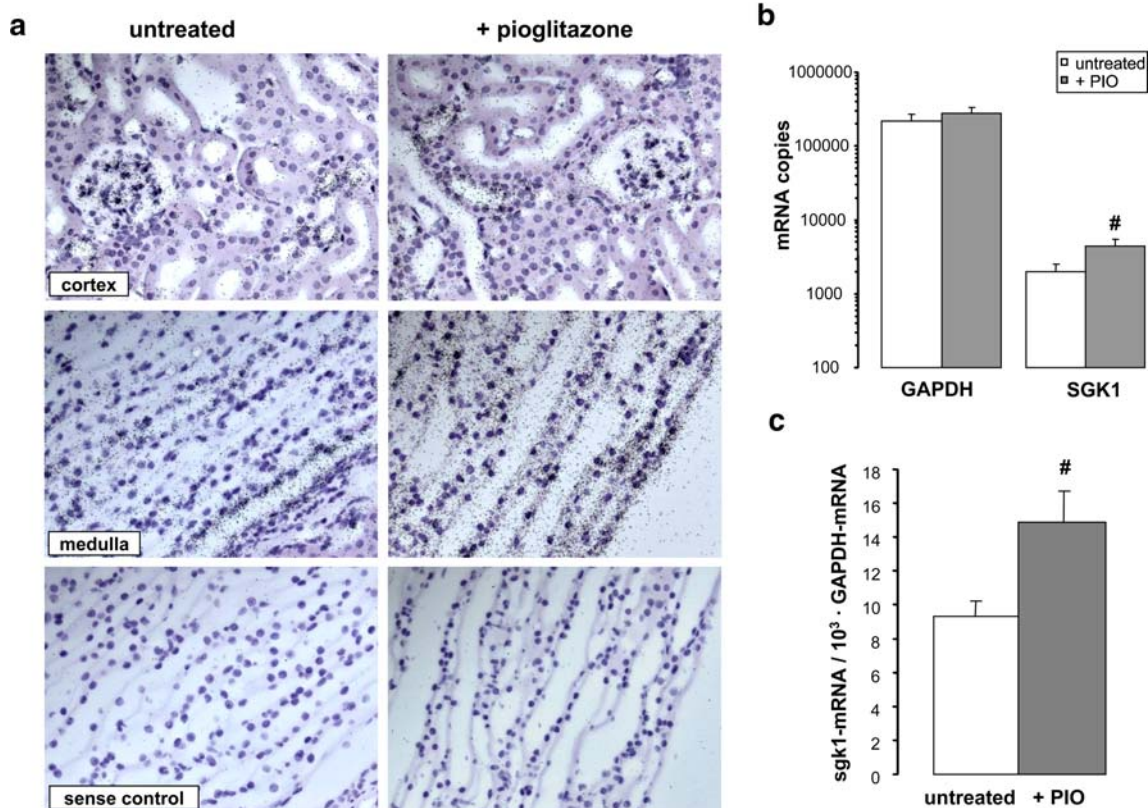 a
untreated
+ pioglitazone
cortex
medulla
sense control
b
untreated
+ PIO
mRNA copies
1000000
100000
10000
1000
100
#
GAPDH
SGK1
c
sgk1-mRNA / 10³ · GAPDH-mRNA
18
16
14
12
10
8
6
4
2
0
#
untreated
+ PIO